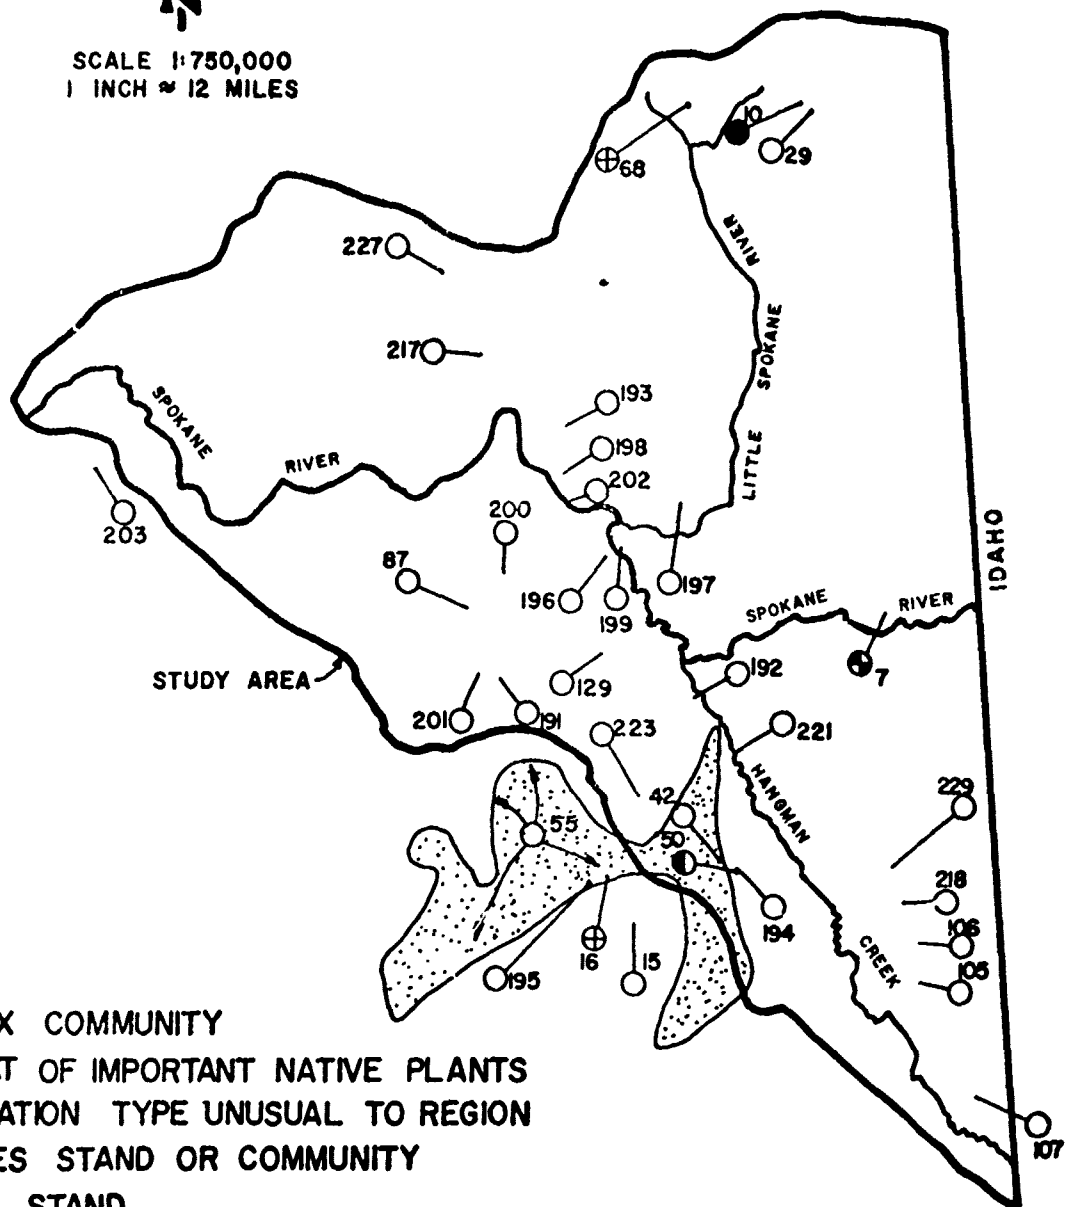 SCALE 1:750,000
1 INCH ≈ 12 MILES
10
29
68
RIVER
227
SPOKANE
217
193
SPOKANE
198
LITTLE
RIVER
202
200
203
IDAHO
87
197
196
199
SPOKANE
RIVER
STUDY AREA
192
7
129
201
191
223
221
HANGMAN
229
42
55
50
218
194
106
CREEK
16
15
105
195
X COMMUNITY
T OF IMPORTANT NATIVE PLANTS
ATION TYPE UNUSUAL TO REGION
ES STAND OR COMMUNITY
107
STAND